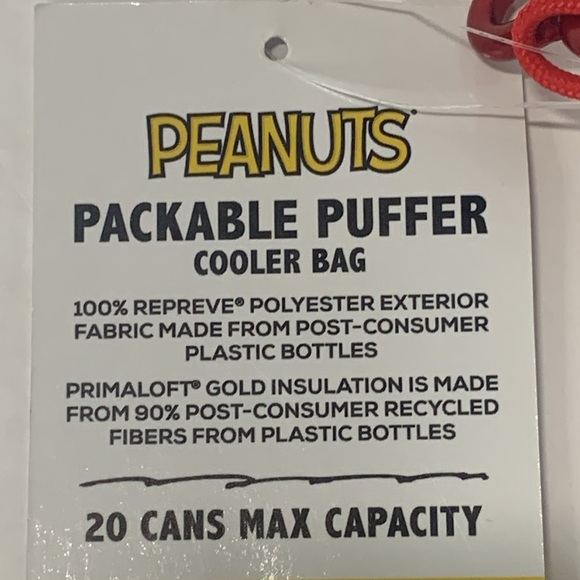 PEANUTS
PACKABLE PUFFER
COOLER BAG
100% REPREVE® POLYESTER EXTERIOR
FABRIC MADE FROM POST-CONSUMER
PLASTIC BOTTLES
PRIMALOFT® GOLD INSULATION IS MADE
FROM 90% POST-CONSUMER RECYCLED
FIBERS FROM PLASTIC BOTTLES
20 CANS MAX CAPACITY